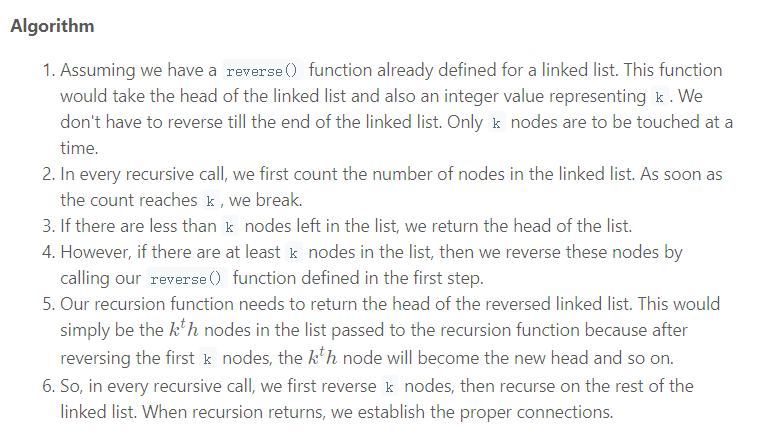 Algorithm
1. Assuming we have a reverse() function already defined for a linked list. This function
would take the head of the linked list and also an integer value representing k . We
don't have to reverse till the end of the linked list. Only k nodes are to be touched at a
time.
2. In every recursive call, we first count the number of nodes in the linked list. As soon as
the count reaches k , we break.
3. If there are less than k nodes left in the list, we return the head of the list.
4. However, if there are at least k nodes in the list, then we reverse these nodes by
calling our reverse() function defined in the first step.
5. Our recursion function needs to return the head of the reversed linked list. This would
simply be the kᵗh nodes in the list passed to the recursion function because after
reversing the first k nodes, the kᵗh node will become the new head and so on.
6. So, in every recursive call, we first reverse k nodes, then recurse on the rest of the
linked list. When recursion returns, we establish the proper connections.